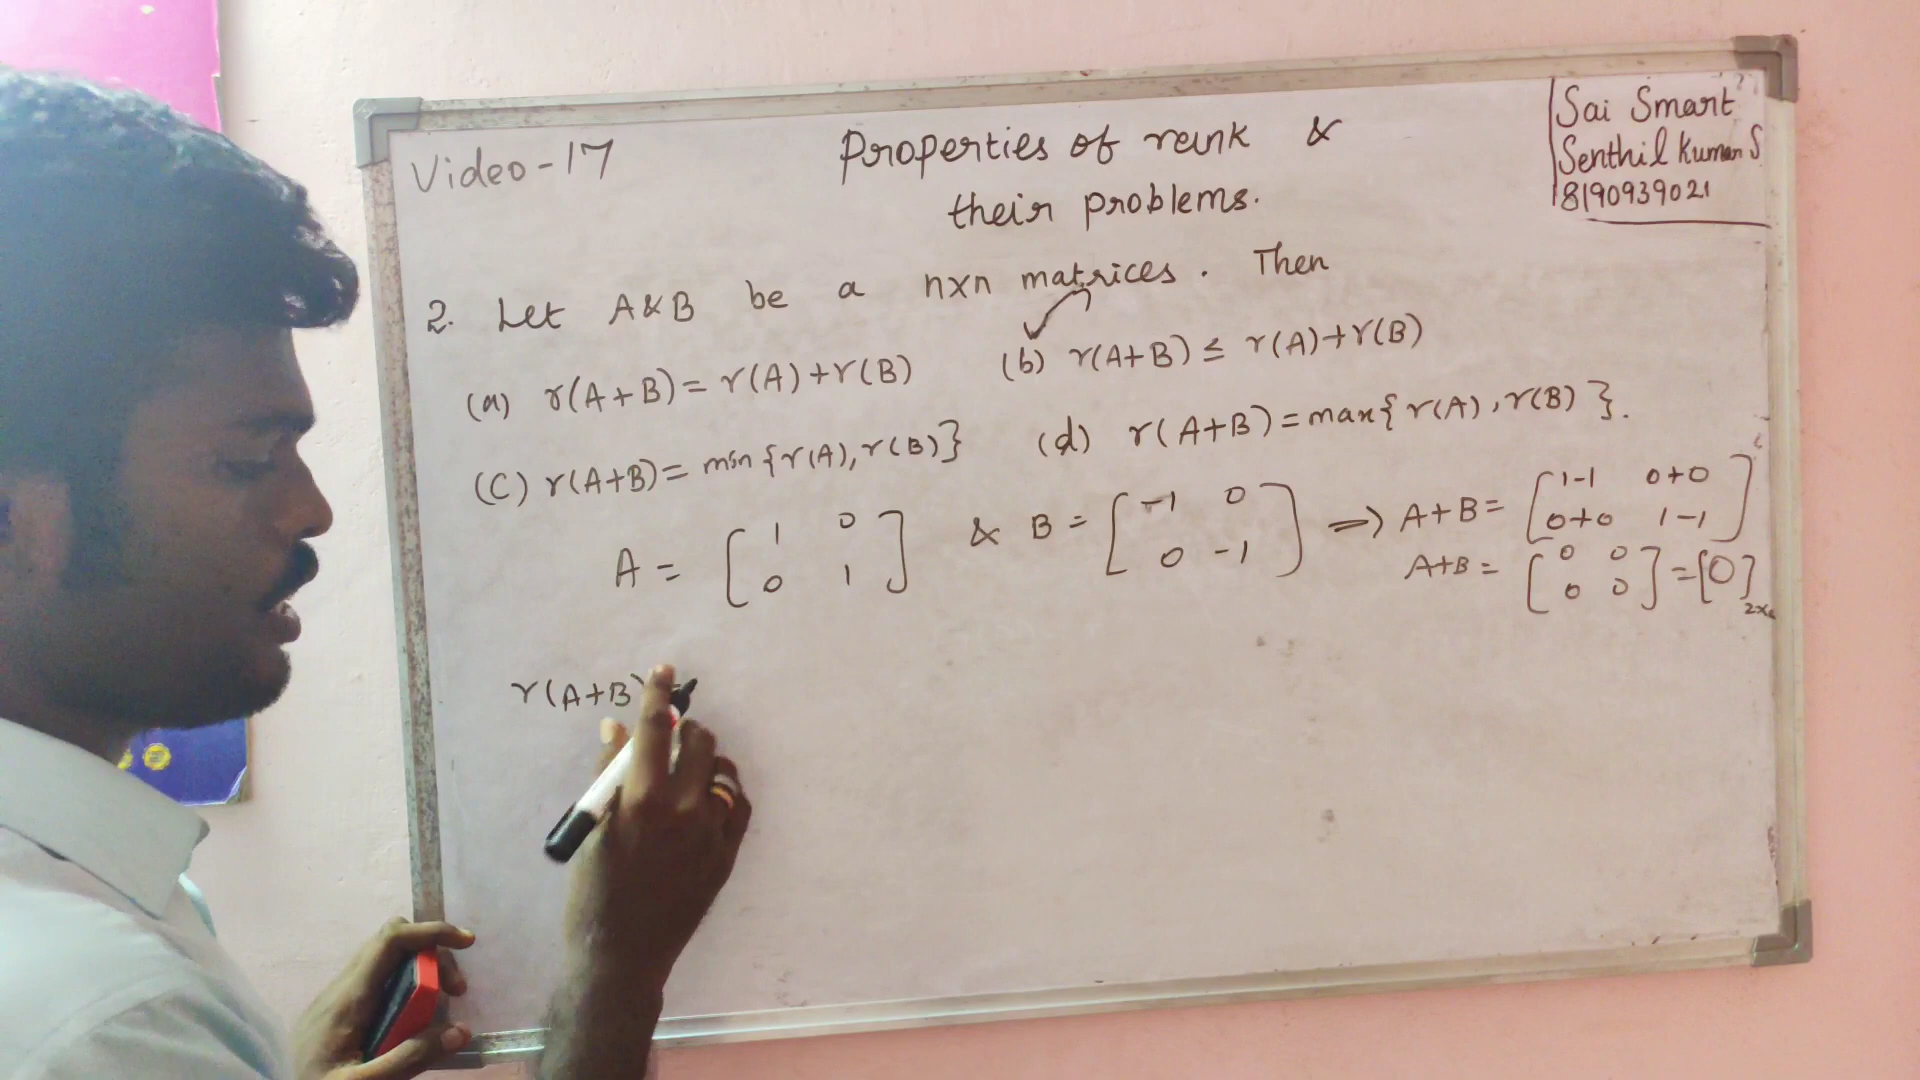 Video-17
Properties of rank &
their problems.
Sai Smart
Senthil Kumar S
8190939021
2. Let A&B be a nxn matrices. Then
(a) r(A+B)= r(A)+r(B) (b) r(A+B) ≤ r(A)+r(B)
(C) r(A+B)= min{r(A),r(B)} (d) r(A+B)=max{r(A),r(B)}.
A = [1 0 & B = [-1 0 ⇒ A+B = [1-1 0+0
0 1] 0 -1] 0+0 1-1]
A+B = [0 0
0 0] =[0]
r(A+B)